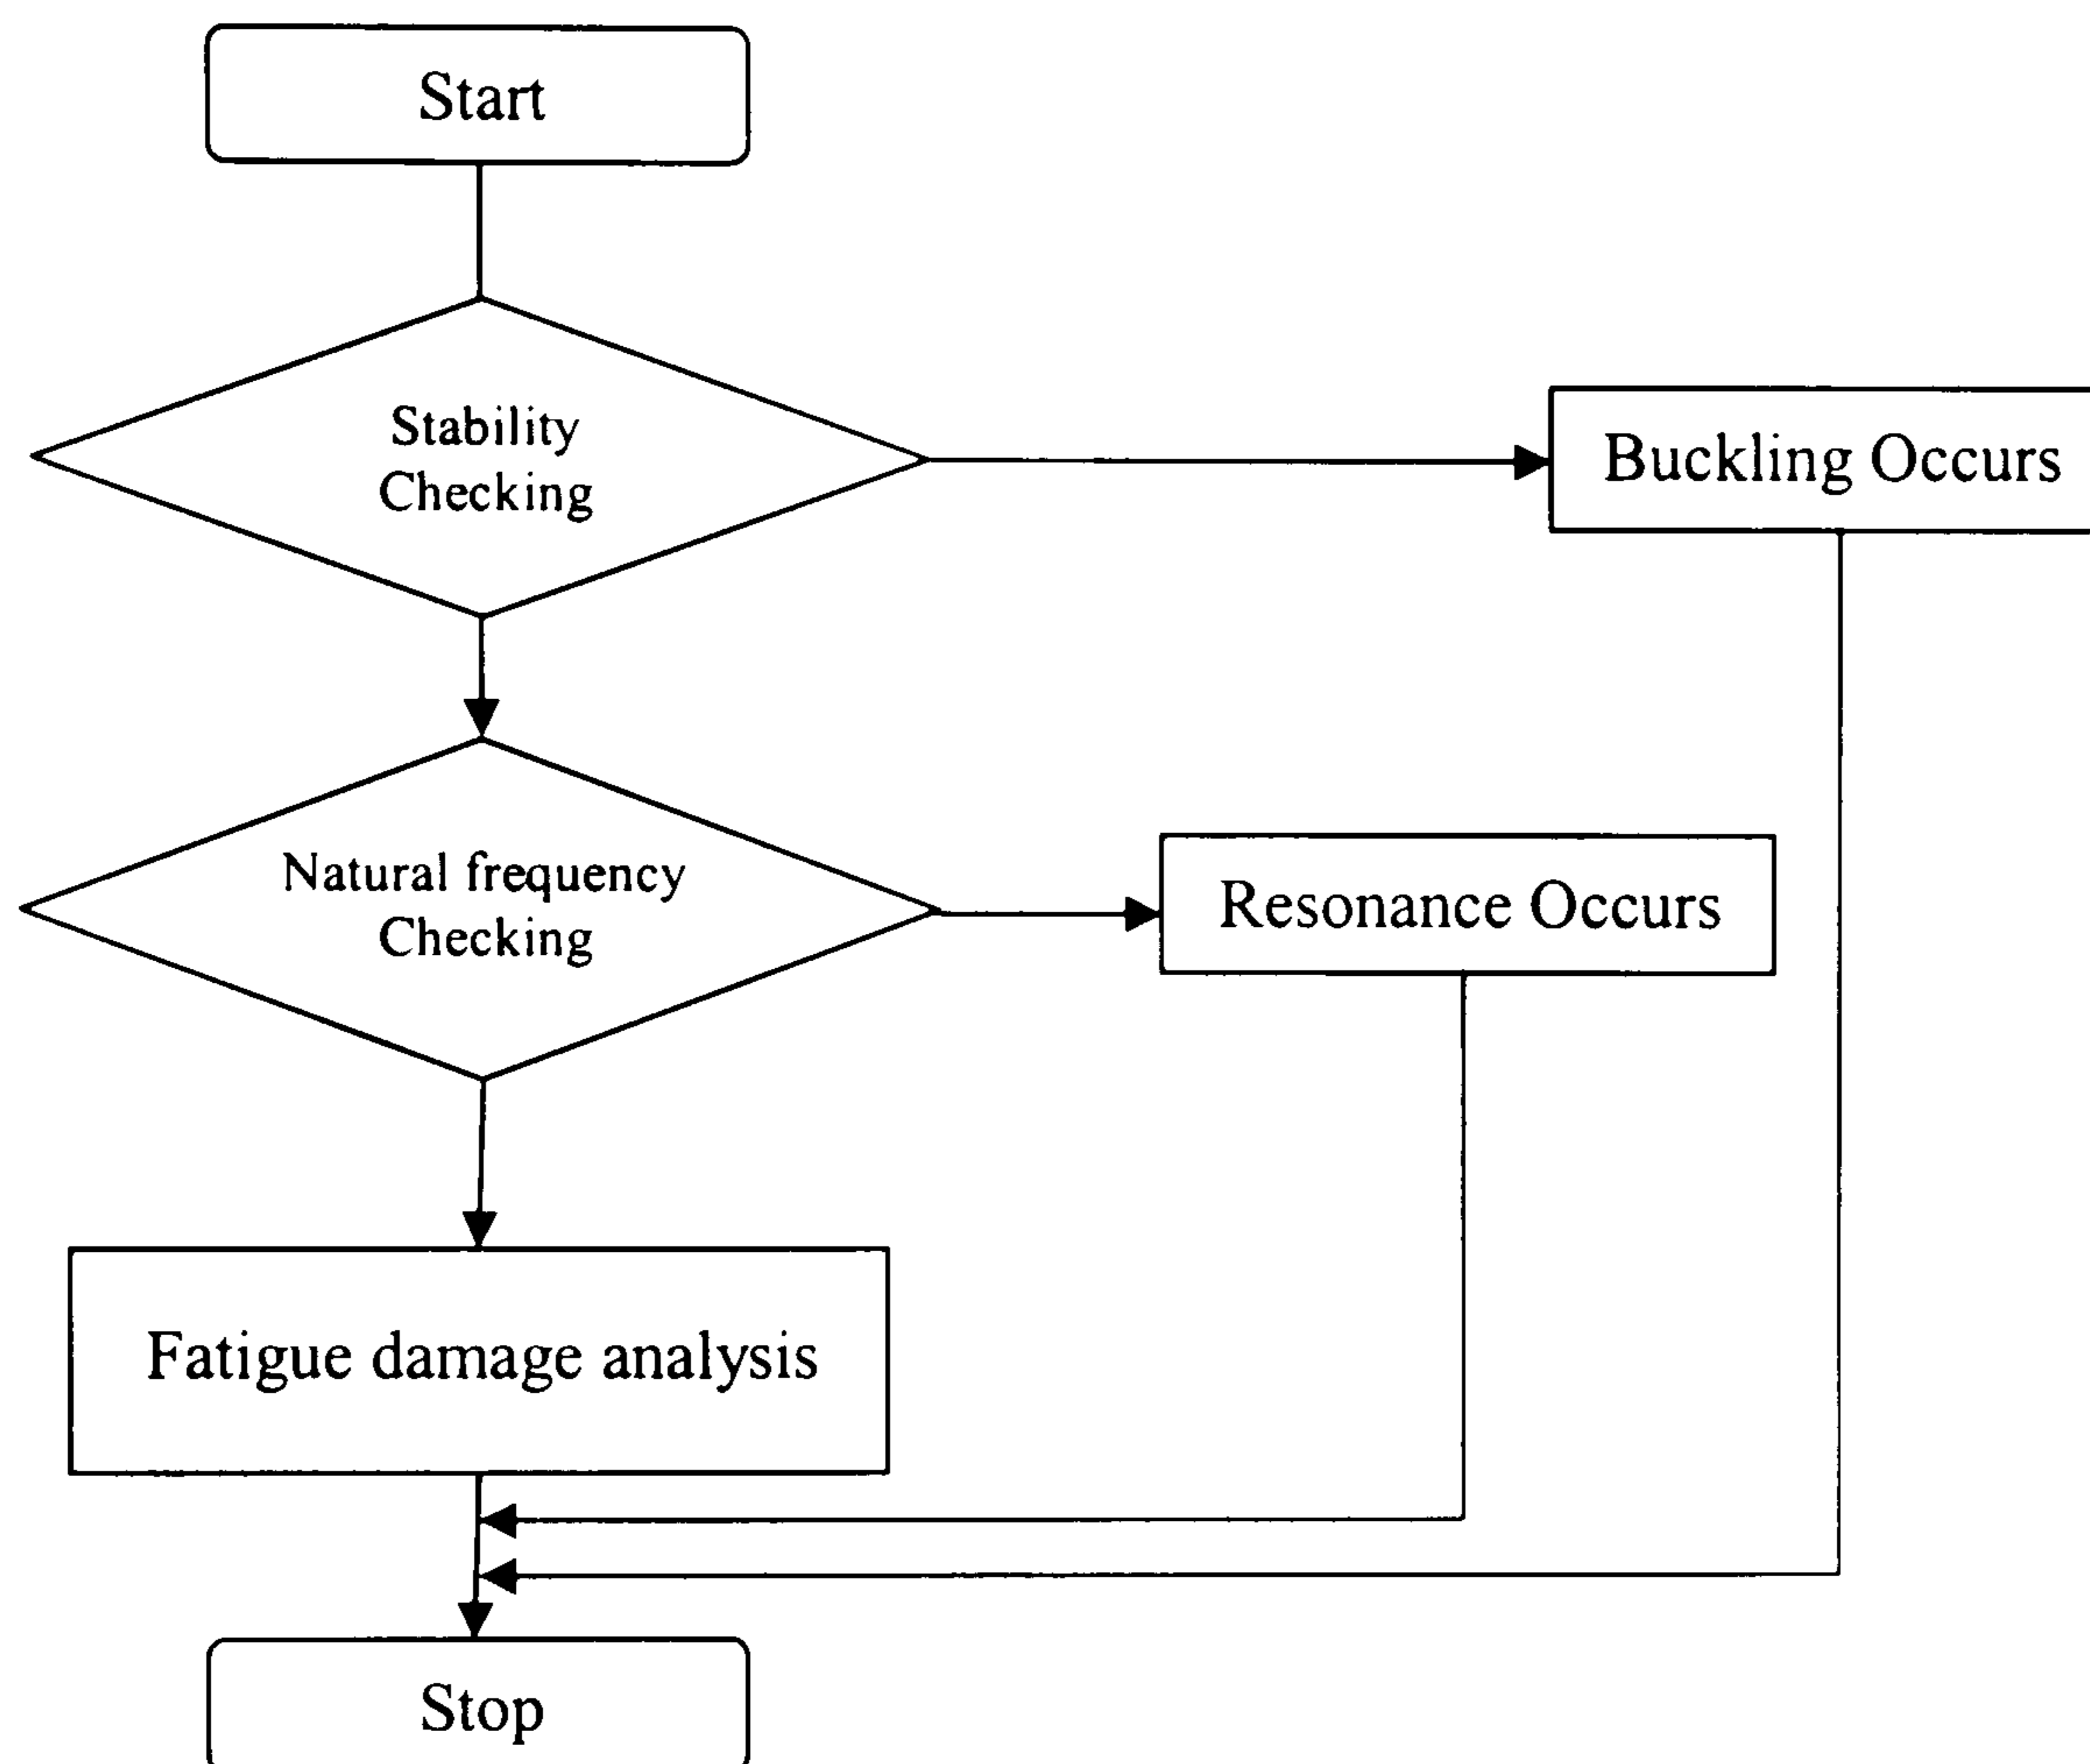 Start
Stability
Checking
Buckling Occurs
Natural frequency
Checking
Resonance Occurs
Fatigue damage analysis
Stop